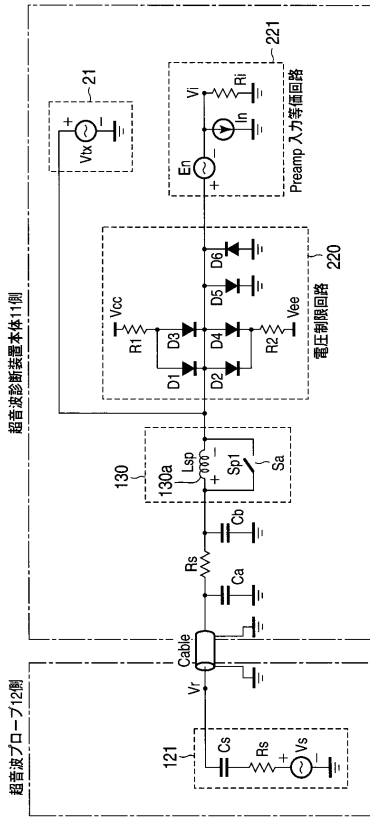 超音波プローブ12側
超音波診断装置本体11側
121
Cs
Rs
Vs
+
−
Vr
Cable
Ca
Rs
Cb
130
130a
Lsp
+
−
Sp1
Sa
21
Vtx
+
−
Vcc
R1
D1
D3
D2
D4
R2
Vee
D5
D6
220
電圧制限回路
221
En
+
−
Vi
In
Ri
Preamp 入力等価回路